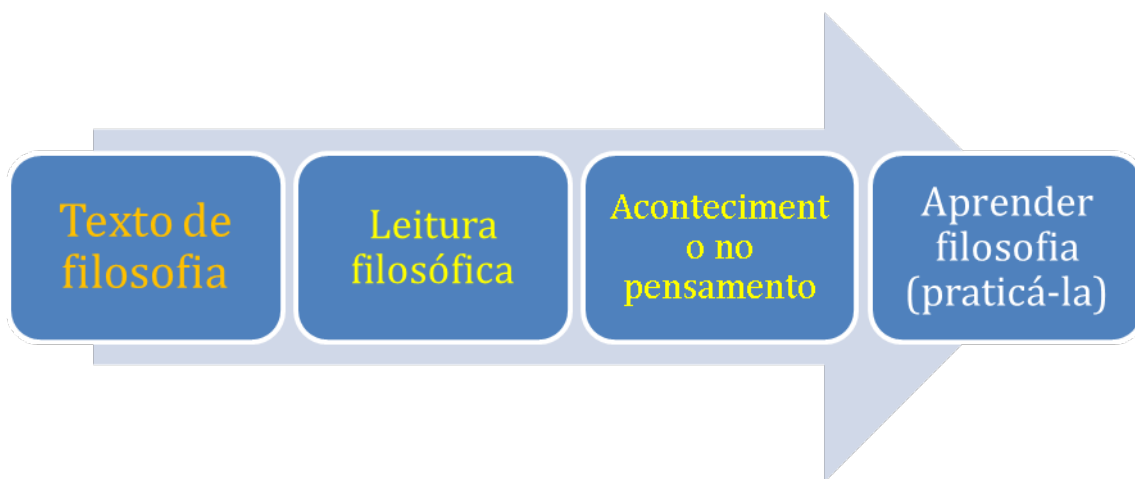 Texto de
filosofia
Leitura
filosófica
Aconteciment
o no
pensamento
Aprender
filosofia
(praticá-la)